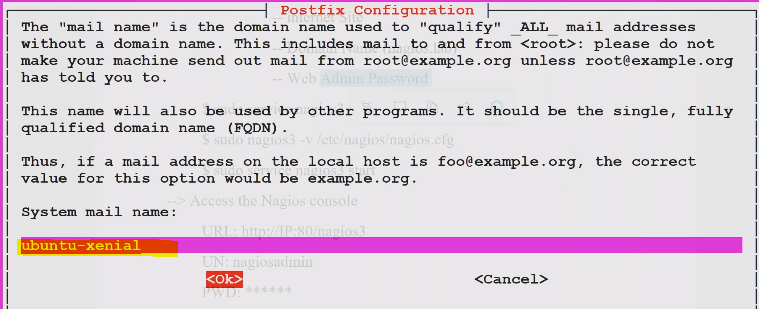 Postfix Configuration
-- Internet Site
The "mail name" is the domain name used to "qualify" _ALL_ mail addresses
without a domain name. This includes mail to and from <root>: please do not
make your machine send out mail from root@example.org unless root@example.org
has told you to.
-- Web Admin Password
This name will also be used by other programs. It should be the single, fully
qualified domain name (FQDN).
$ sudo nagios3 -v /etc/nagios/nagios.cfg
Thus, if a mail address on the local host is foo@example.org, the correct
value for this option would be example.org.
$ sudo service nagios3 start
--> Access the Nagios console
System mail name:
URL: http://IP:80/nagios3
ubuntu-xenial
UN: nagiosadmin
<Ok> <Cancel>
PWD: ******